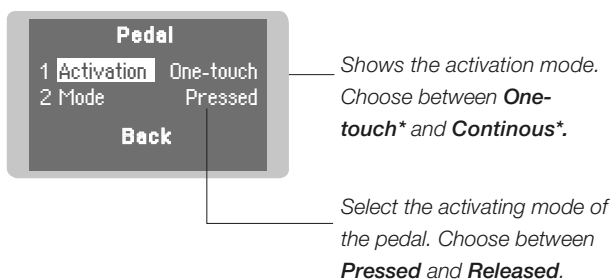 Pedal
1 Activation One-touch
2 Mode Pressed
Back
Shows the activation mode.
Choose between One-
touch* and Continous*.
Select the activating mode of
the pedal. Choose between
Pressed and Released.